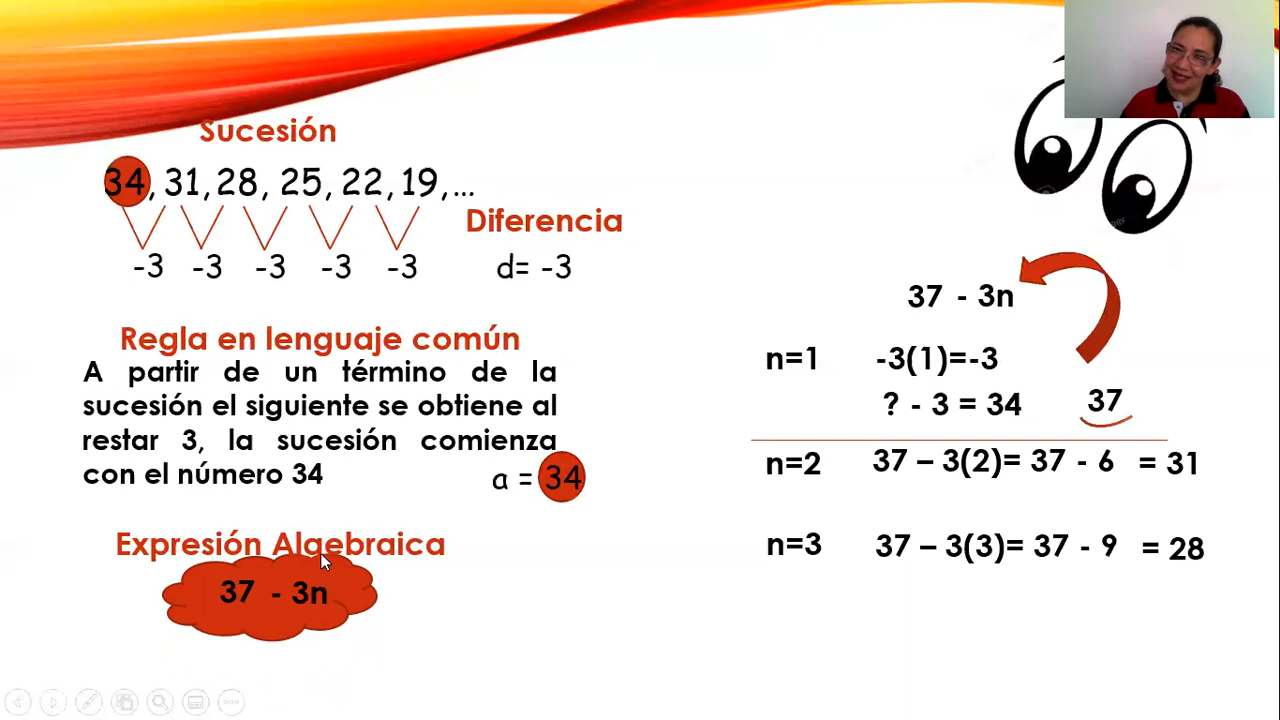 Sucesión
34, 31, 28, 25, 22, 19, ...
Diferencia
-3 -3 -3 -3 -3 d= -3
Regla en lenguaje común
A partir de un término de la
sucesión el siguiente se obtiene al
restar 3, la sucesión comienza
con el número 34
a = 34
Expresión Algebraica
37 - 3n
37 - 3n
n=1 -3(1)=-3
? - 3 = 34 37
n=2 37 – 3(2)= 37 - 6 = 31
n=3 37 – 3(3)= 37 - 9 = 28